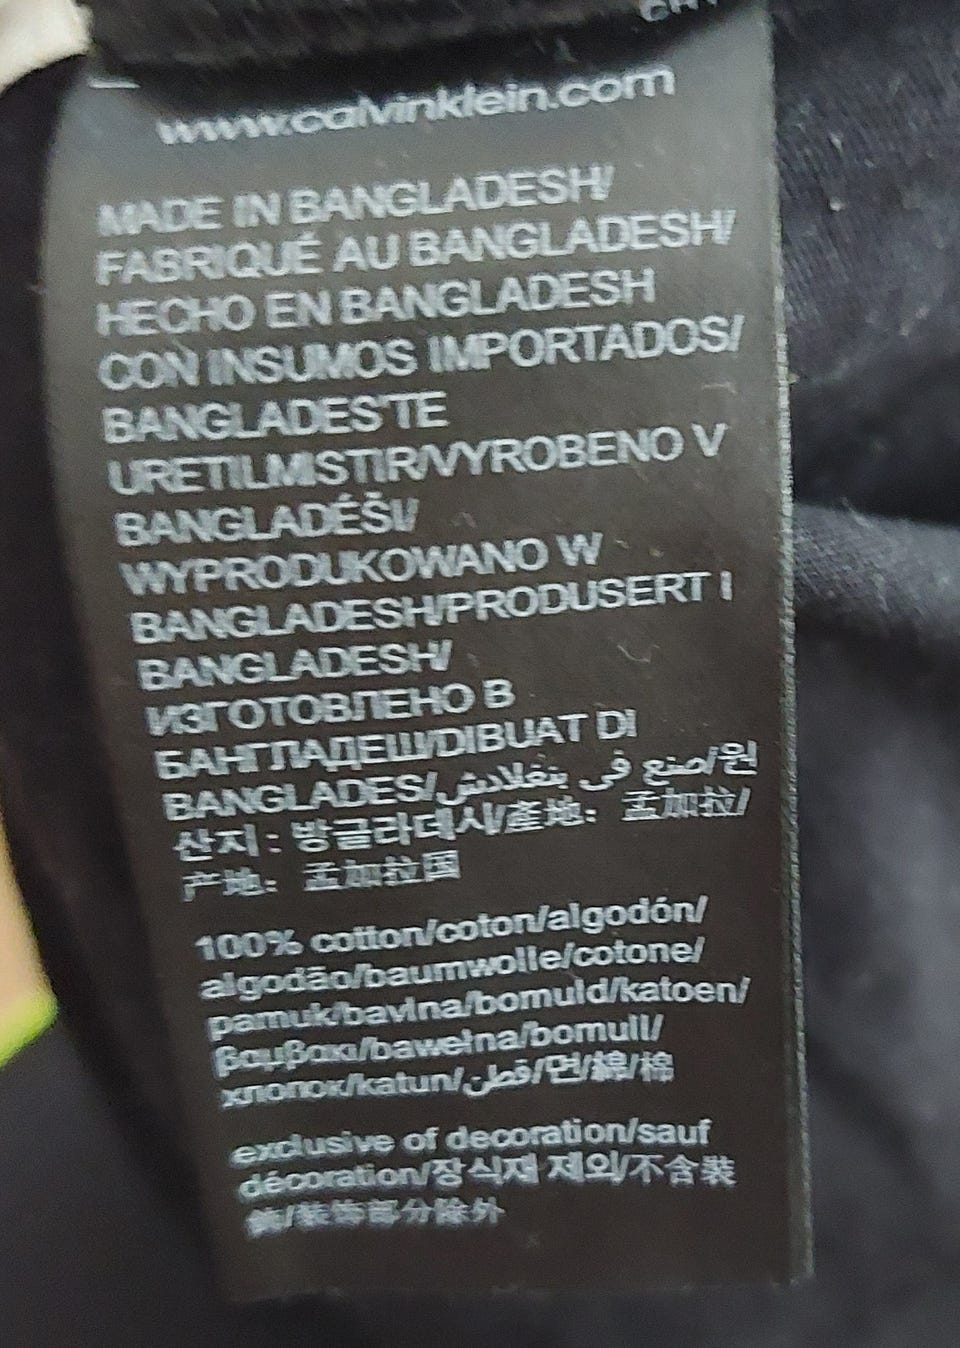 www.calvinklein.com
MADE IN BANGLADESH/
FABRIQUÉ AU BANGLADESH/
HECHO EN BANGLADESH
CON INSUMOS IMPORTADOS/
BANGLADES'TE
URETILMISTIR/VYROBENO V
BANGLADÉŠI/
WYPRODUKOWANO W
BANGLADESH/PRODUSERT I
BANGLADESH/
ИЗГОТОВЛЕНО В
БАНГЛАДЕШ/DIBUAT DI
BANGLADES/صنع في بنغلادش/원
산지: 방글라데시/產地: 孟加拉/
产地: 孟加拉国
100% cotton/coton/algodón/
algodão/baumwolle/cotone/
pamuk/bavlna/bomuld/katoen/
βαμβακι/bawełna/bomull/
хлопок/katun/قطن/면/綿/棉
exclusive of decoration/sauf
décoration/장식재 제외/不含裝
飾/装饰部分除外